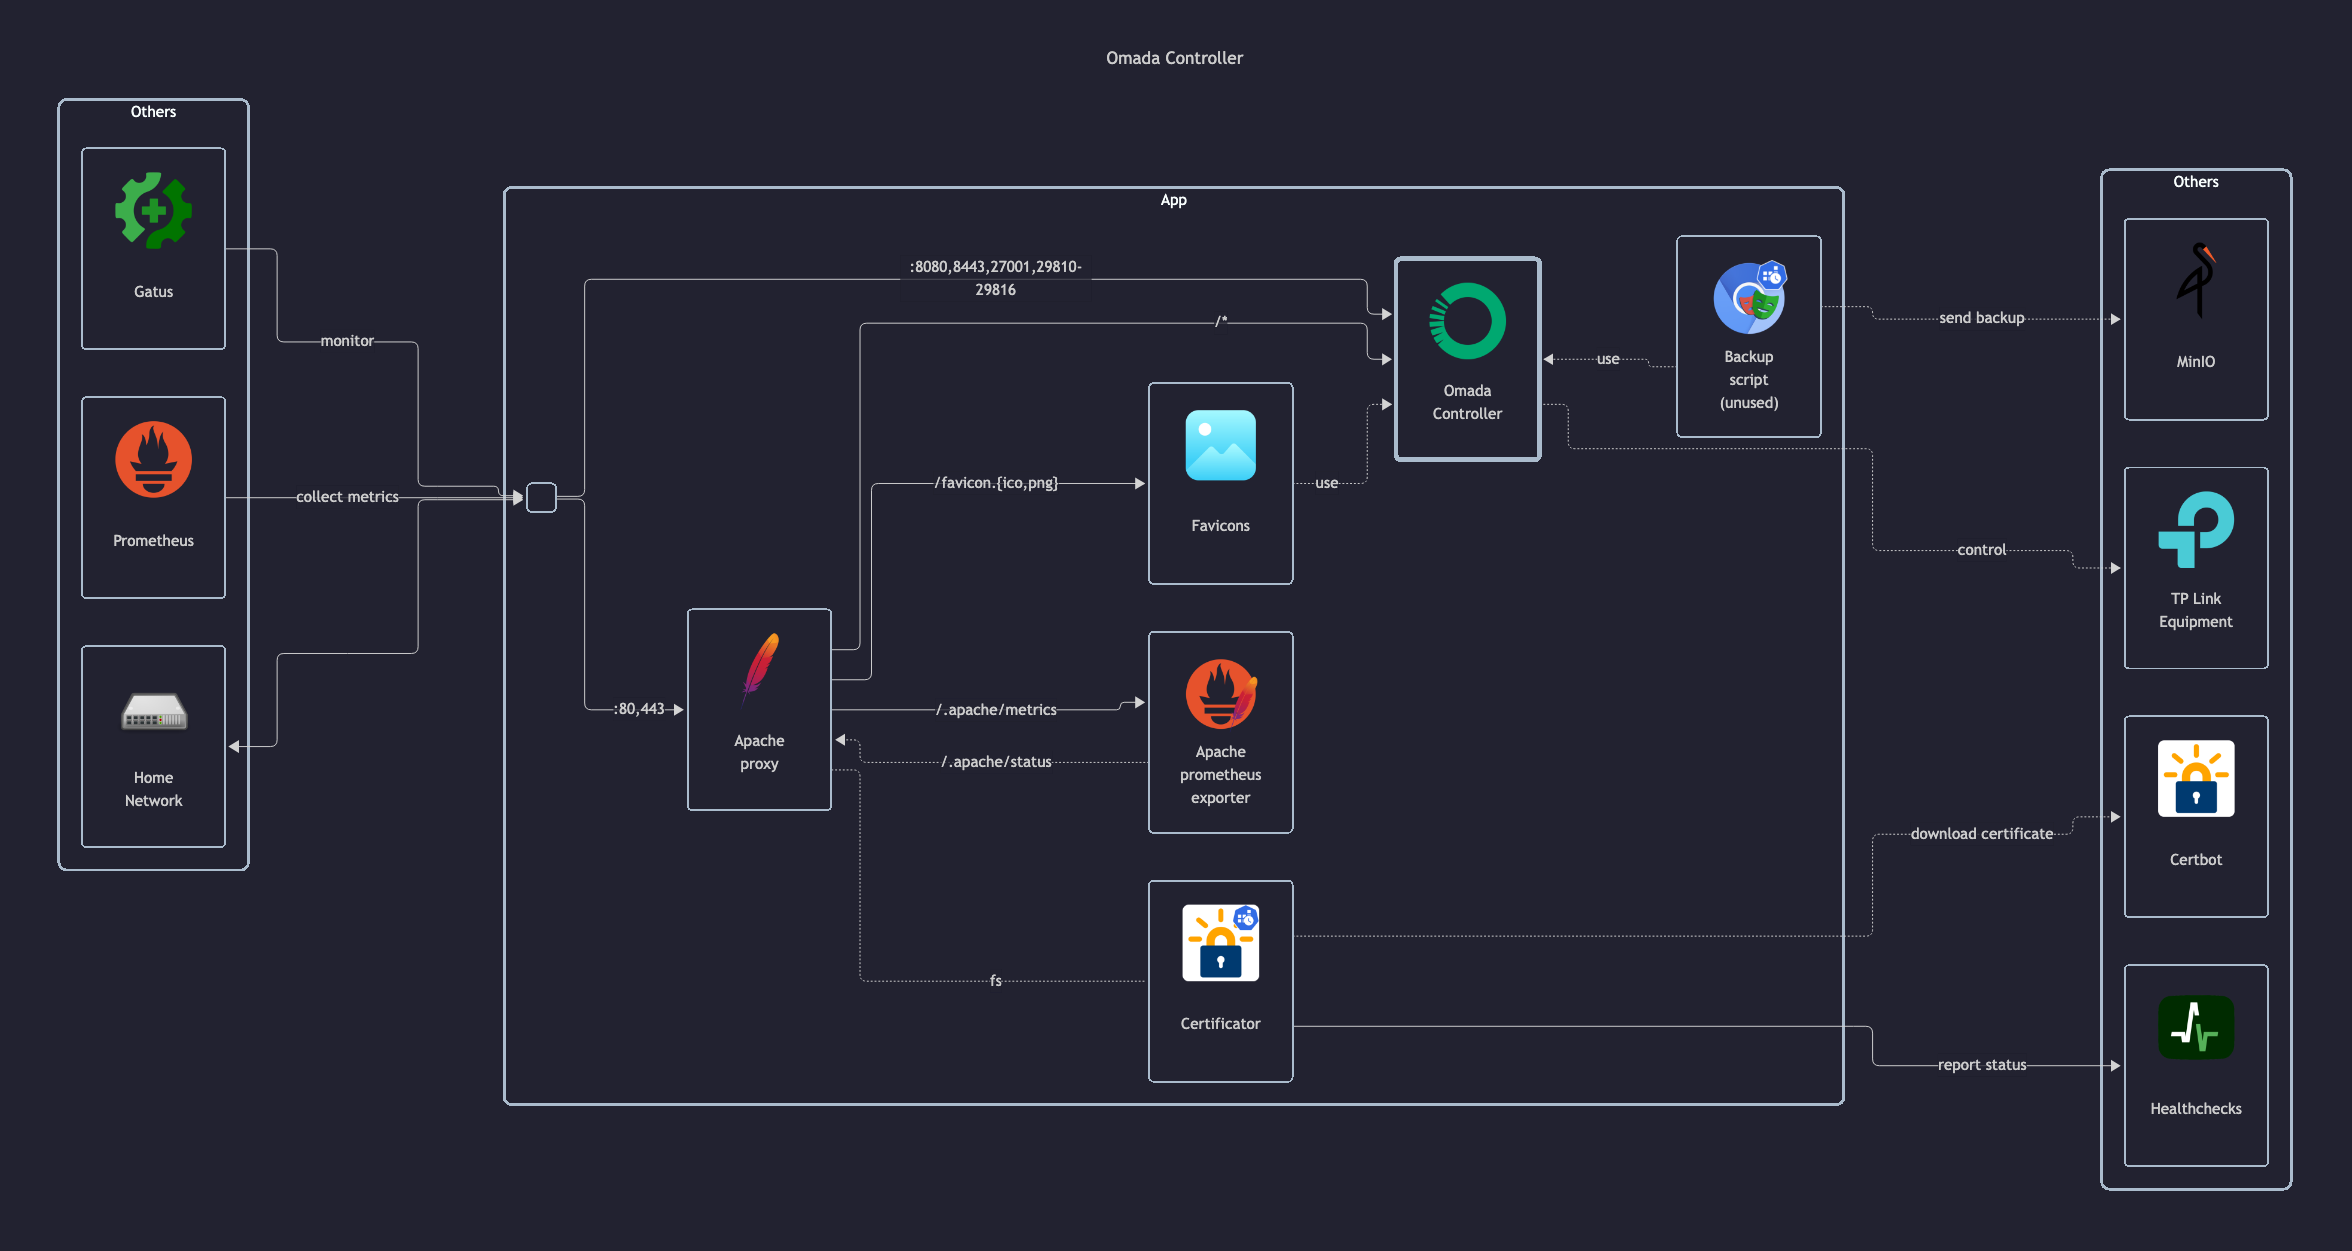 Omada Controller
Others
Gatus
Prometheus
Home
Network
monitor
collect metrics
App
:8080,8443,27001,29810-
29816
/*
/favicon.{ico,png}
:80,443
/.apache/metrics
/.apache/status
fs
Apache
proxy
Favicons
use
Apache
prometheus
exporter
Certificator
Omada
Controller
use
Backup
script
(unused)
send backup
control
download certificate
report status
Others
MinIO
TP Link
Equipment
Certbot
Healthchecks